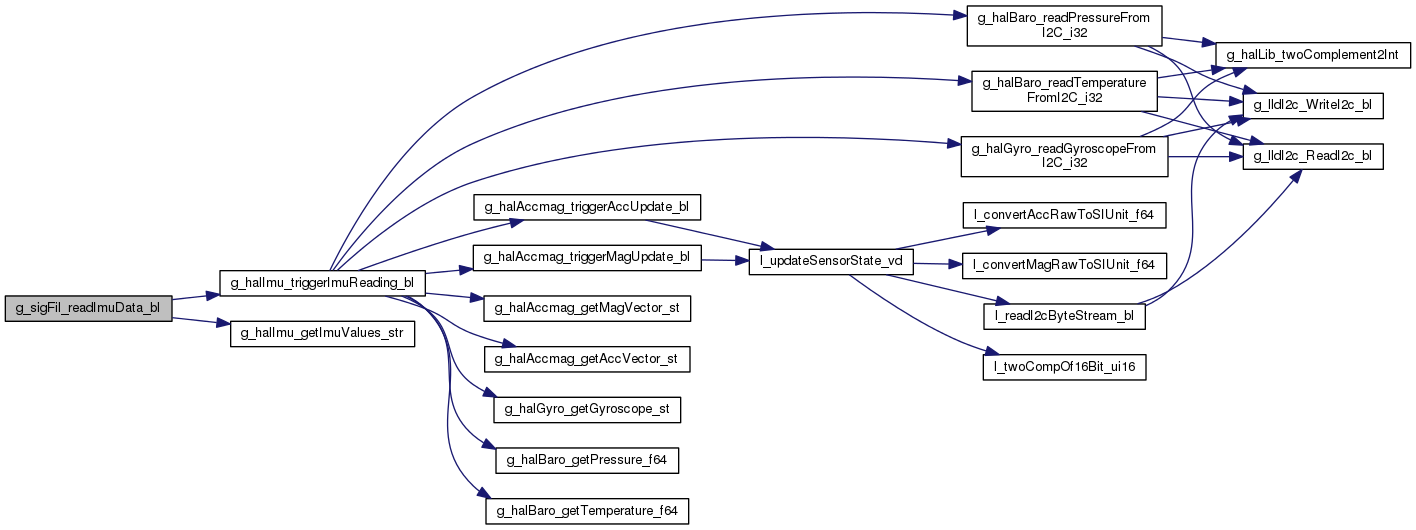 g_halBaro_readPressureFrom
I2C_i32
g_halLib_twoComplement2Int
g_halBaro_readTemperature
FromI2C_i32
g_lldI2c_WriteI2c_bl
g_halGyro_readGyroscopeFrom
I2C_i32
g_lldI2c_ReadI2c_bl
g_halAccmag_triggerAccUpdate_bl
l_convertAccRawToSIUnit_f64
g_halAccmag_triggerMagUpdate_bl
l_updateSensorState_vd
l_convertMagRawToSIUnit_f64
g_halImu_triggerImuReading_bl
g_sigFil_readImuData_bl
g_halAccmag_getMagVector_st
l_readI2cByteStream_bl
g_halImu_getImuValues_str
g_halAccmag_getAccVector_st
l_twoCompOf16Bit_ui16
g_halGyro_getGyroscope_st
g_halBaro_getPressure_f64
g_halBaro_getTemperature_f64